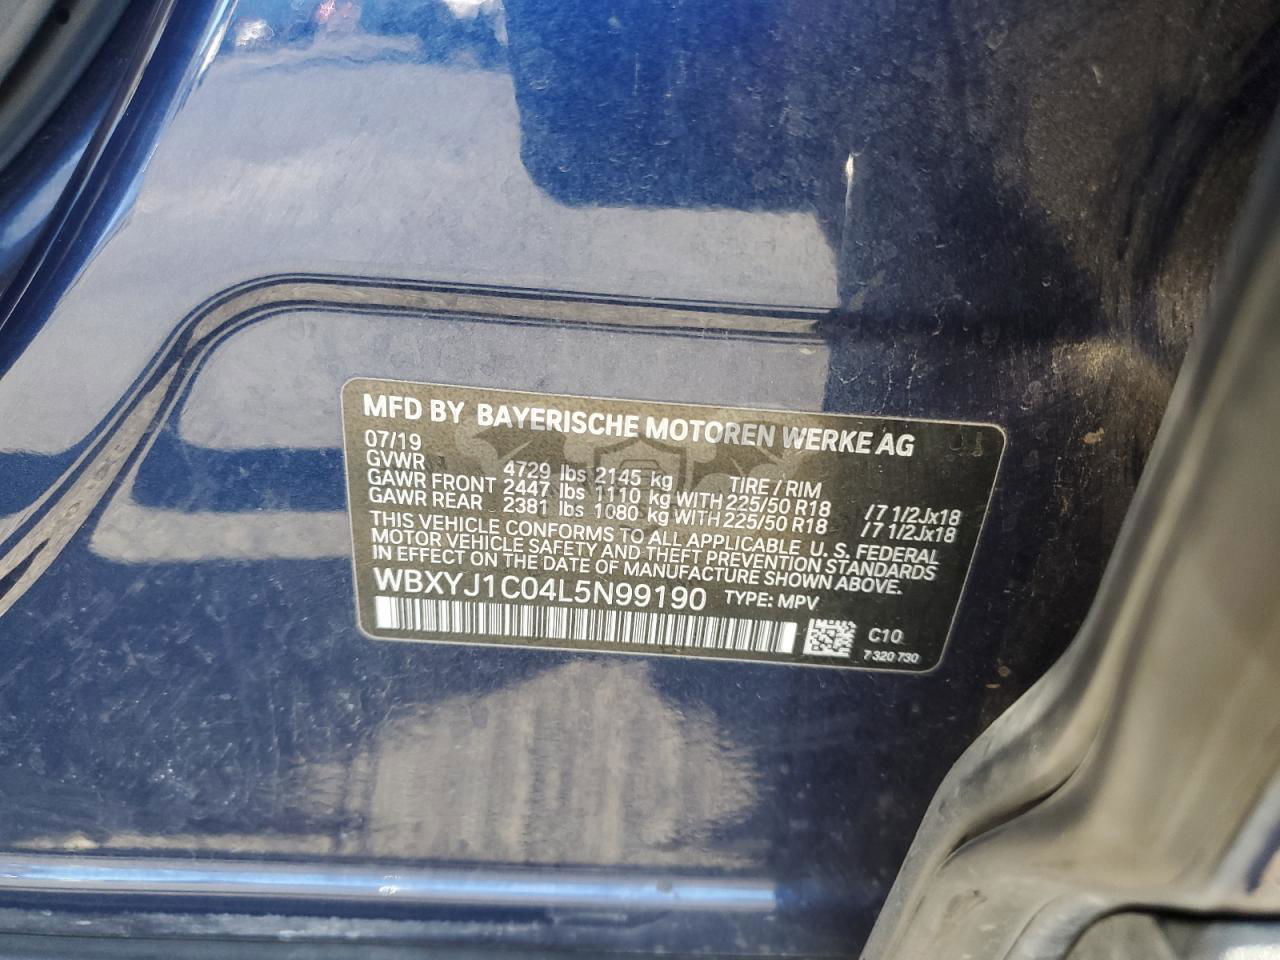 MFD BY BAYERISCHE MOTOREN WERKE AG
07/19
GVWR 4729 lbs 2145 kg TIRE / RIM
GAWR FRONT 2447 lbs 1110 kg WITH 225/50 R18 /7 1/2Jx18
GAWR REAR 2381 lbs 1080 kg WITH 225/50 R18 /7 1/2Jx18
THIS VEHICLE CONFORMS TO ALL APPLICABLE U. S. FEDERAL
MOTOR VEHICLE SAFETY AND THEFT PREVENTION STANDARDS
IN EFFECT ON THE DATE OF MANUFACTURE SHOWN ABOVE.
WBXYJ1C04L5N99190 TYPE: MPV
C10
7 320 730